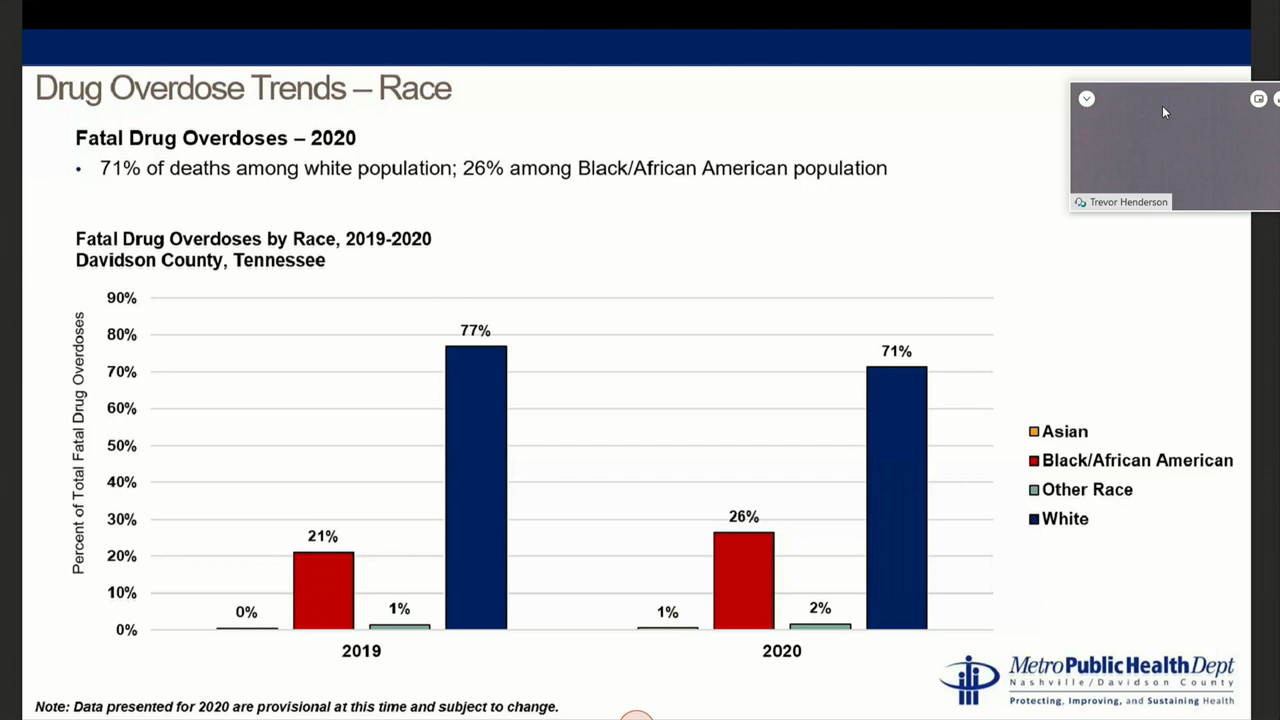 Drug Overdose Trends – Race
Fatal Drug Overdoses – 2020
• 71% of deaths among white population; 26% among Black/African American population
Trevor Henderson
Fatal Drug Overdoses by Race, 2019-2020
Davidson County, Tennessee
Percent of Total Fatal Drug Overdoses
90%
80%
70%
60%
50%
40%
30%
20%
10%
0%
0%
21%
1%
77%
1%
26%
2%
71%
2019
2020
Asian
Black/African American
Other Race
White
Metro Public Health Dept
Nashville/Davidson County
Protecting, Improving, and Sustaining Health
Note: Data presented for 2020 are provisional at this time and subject to change.